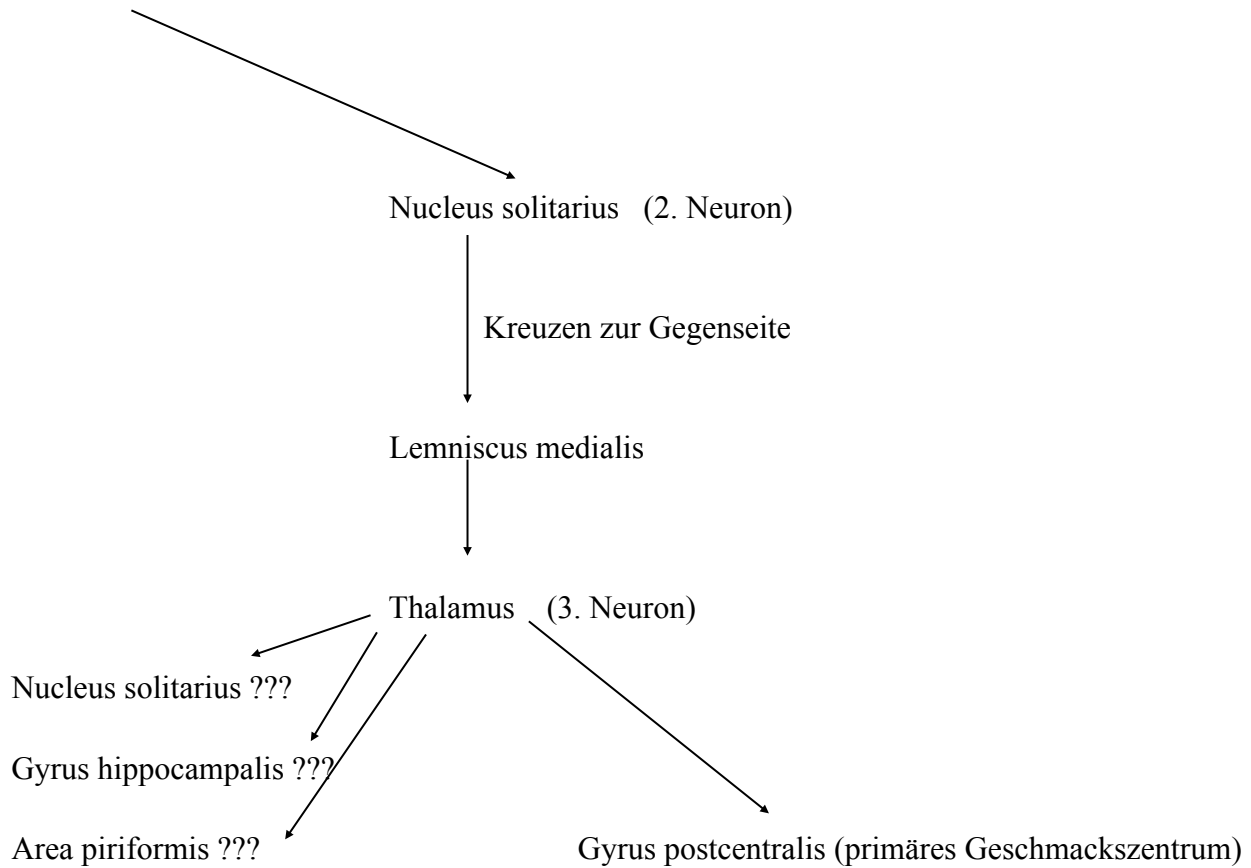 Nucleus solitarius (2. Neuron)
Kreuzen zur Gegenseite
Lemniscus medialis
Thalamus (3. Neuron)
Nucleus solitarius ???
Gyrus hippocampalis ???
Area piriformis ???
Gyrus postcentralis (primäres Geschmackszentrum)